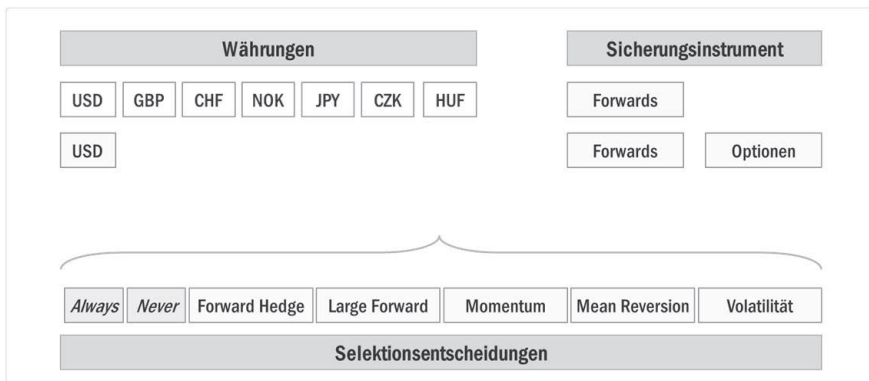 Währungen Sicherungsinstrument
USD GBP CHF NOK JPY CZK HUF Forwards
USD Forwards Optionen
Always Never Forward Hedge Large Forward Momentum Mean Reversion Volatilität
Selektionsentscheidungen